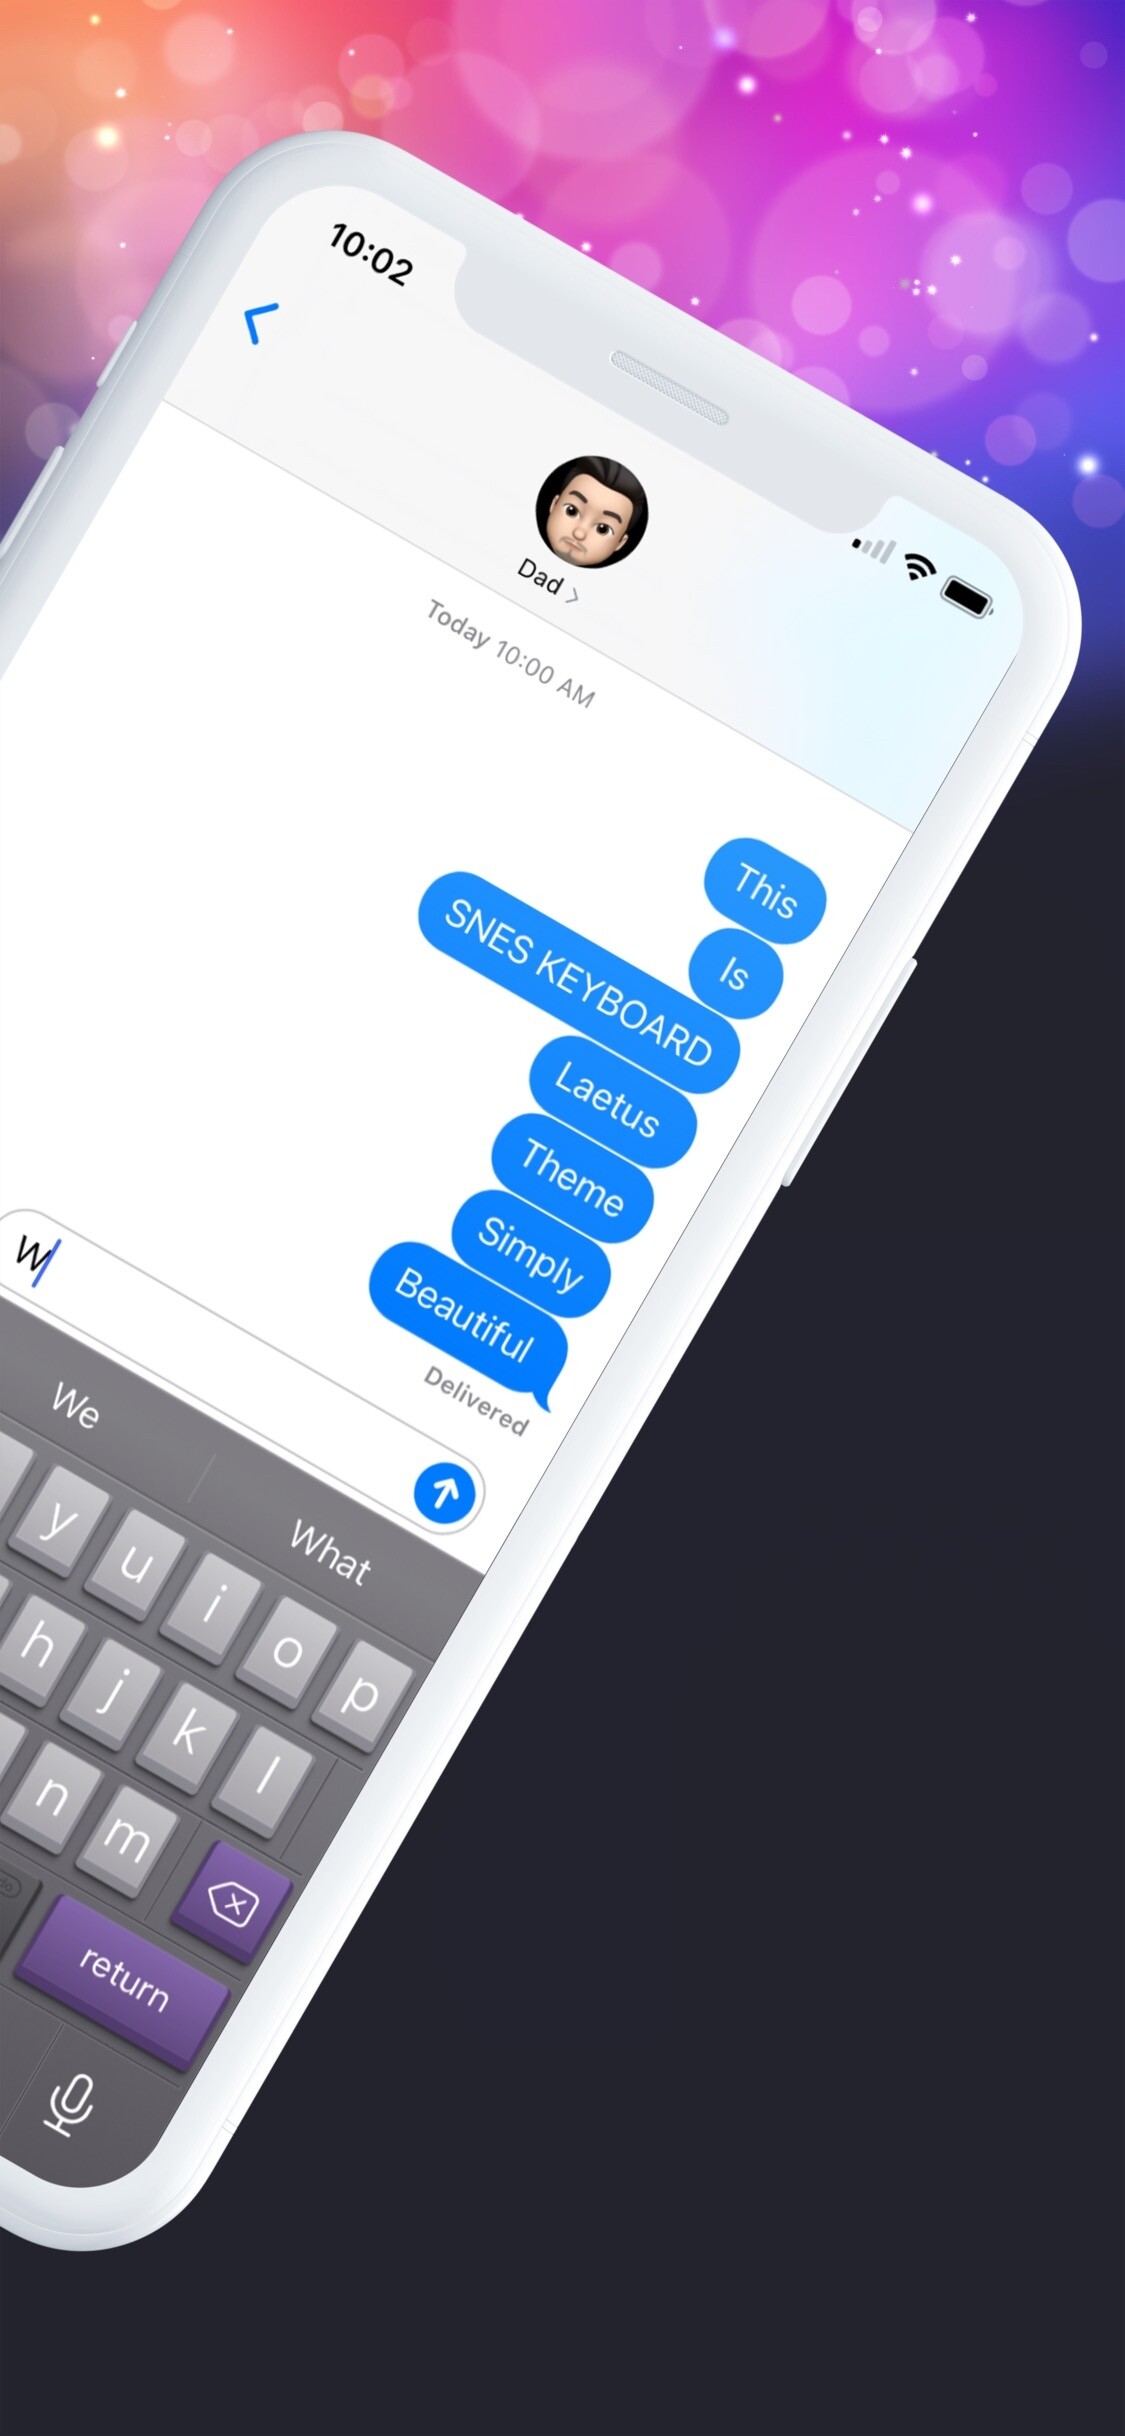 10:02
Dad >
Today 10:00 AM
This
Is
SNES KEYBOARD
Laetus
Theme
Simply
Beautiful
Delivered
W
We What
y u i o p
h j k l
n m
return